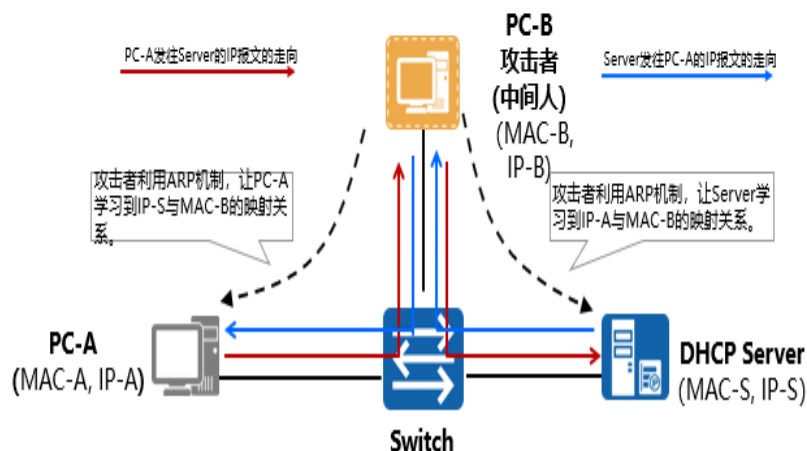 PC-A发往Server的IP报文的走向
PC-B
攻击者
(中间人)
(MAC-B,
IP-B)
Server发往PC-A的IP报文的走向
攻击者利用ARP机制，让PC-A
学习到IP-S与MAC-B的映射关
系。
攻击者利用ARP机制，让Server学
习到IP-A与MAC-B的映射关系。
PC-A
(MAC-A, IP-A)
DHCP Server
(MAC-S, IP-S)
Switch